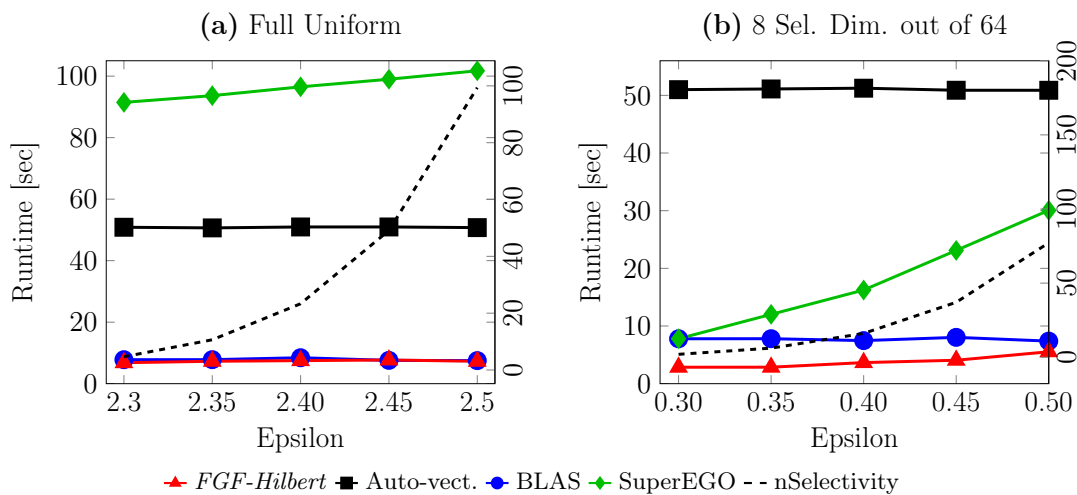 (a) Full Uniform
(b) 8 Sel. Dim. out of 64
Runtime [sec]
100
80
60
40
20
0
100
80
60
40
20
0
2.3 2.35 2.40 2.45 2.5
Epsilon
Runtime [sec]
50
40
30
20
10
0
200
150
100
50
0
0.30 0.35 0.40 0.45 0.50
Epsilon
FGF-Hilbert Auto-vect. BLAS SuperEGO nSelectivity